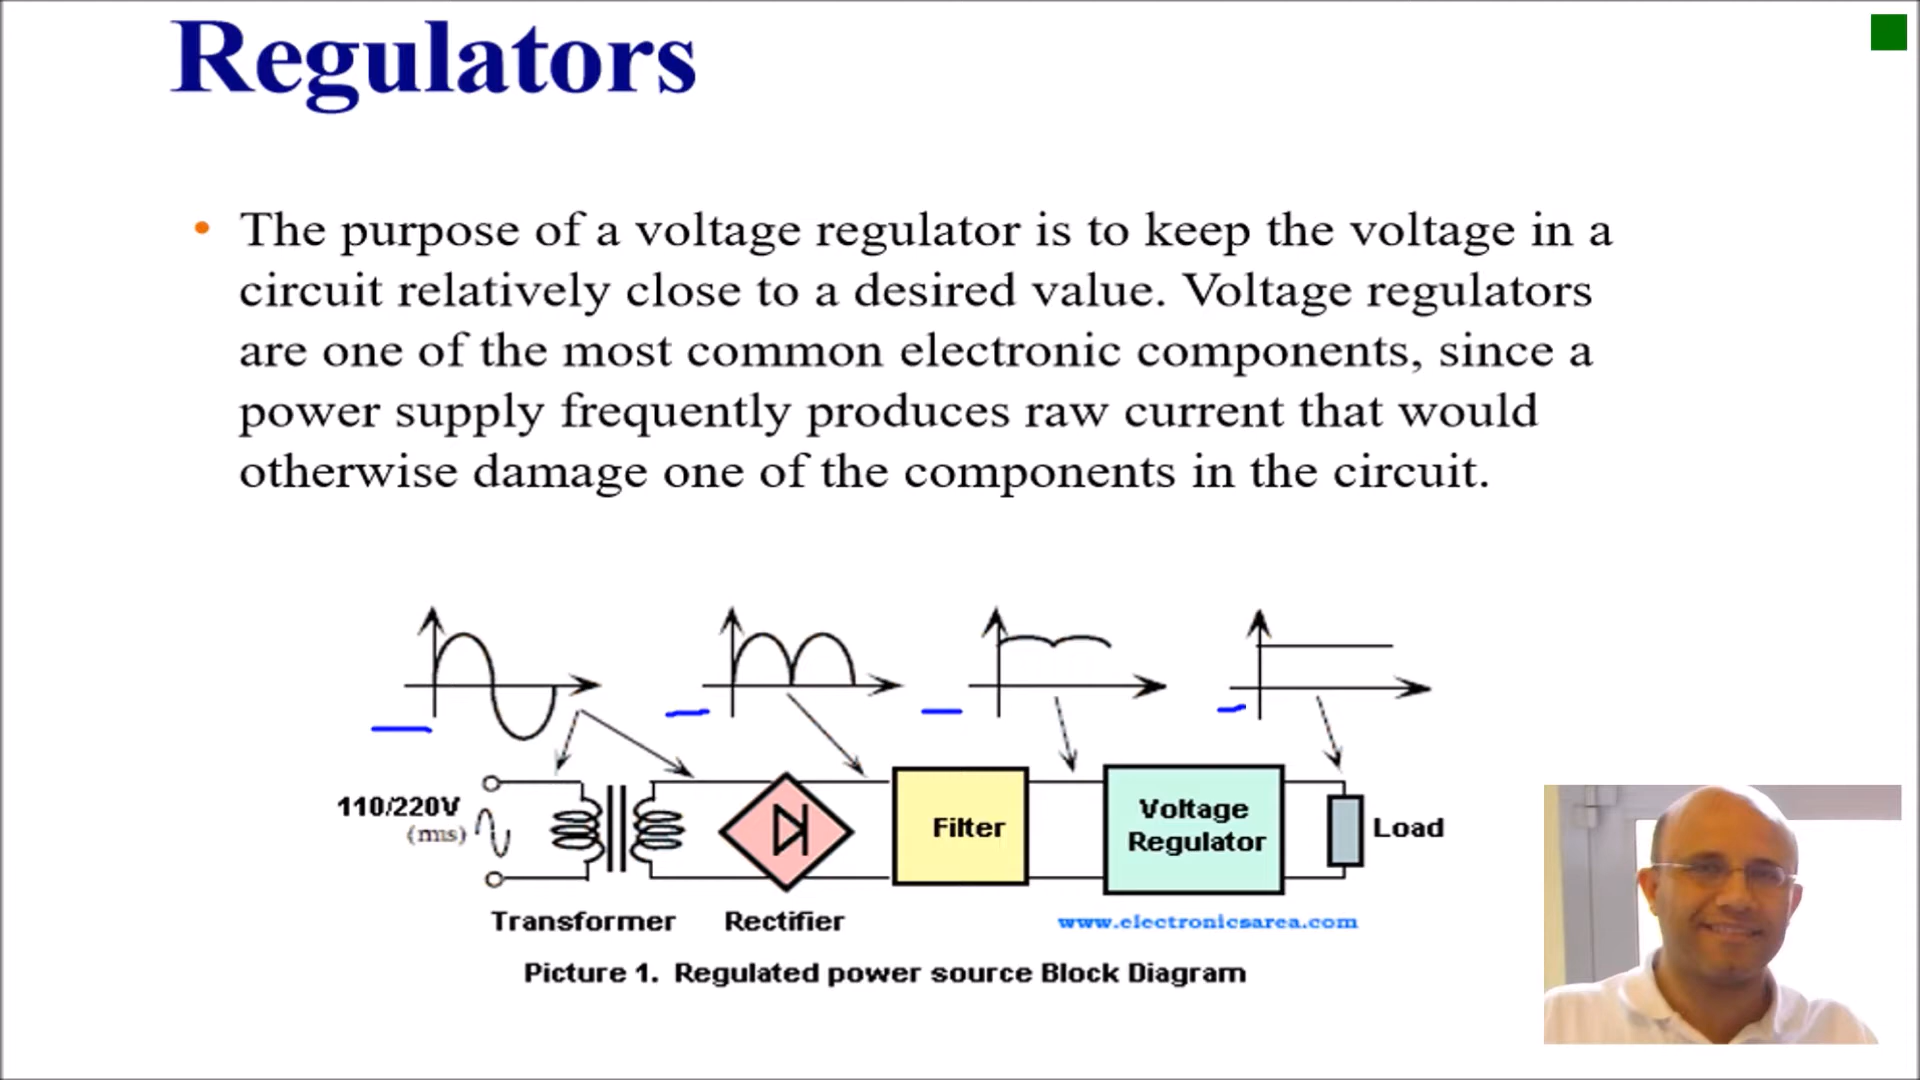 Regulators
• The purpose of a voltage regulator is to keep the voltage in a
circuit relatively close to a desired value. Voltage regulators
are one of the most common electronic components, since a
power supply frequently produces raw current that would
otherwise damage one of the components in the circuit.
110/220V
(rms)
Filter
Voltage
Regulator
Load
Transformer
Rectifier
www.electronicsarea.com
Picture 1. Regulated power source Block Diagram